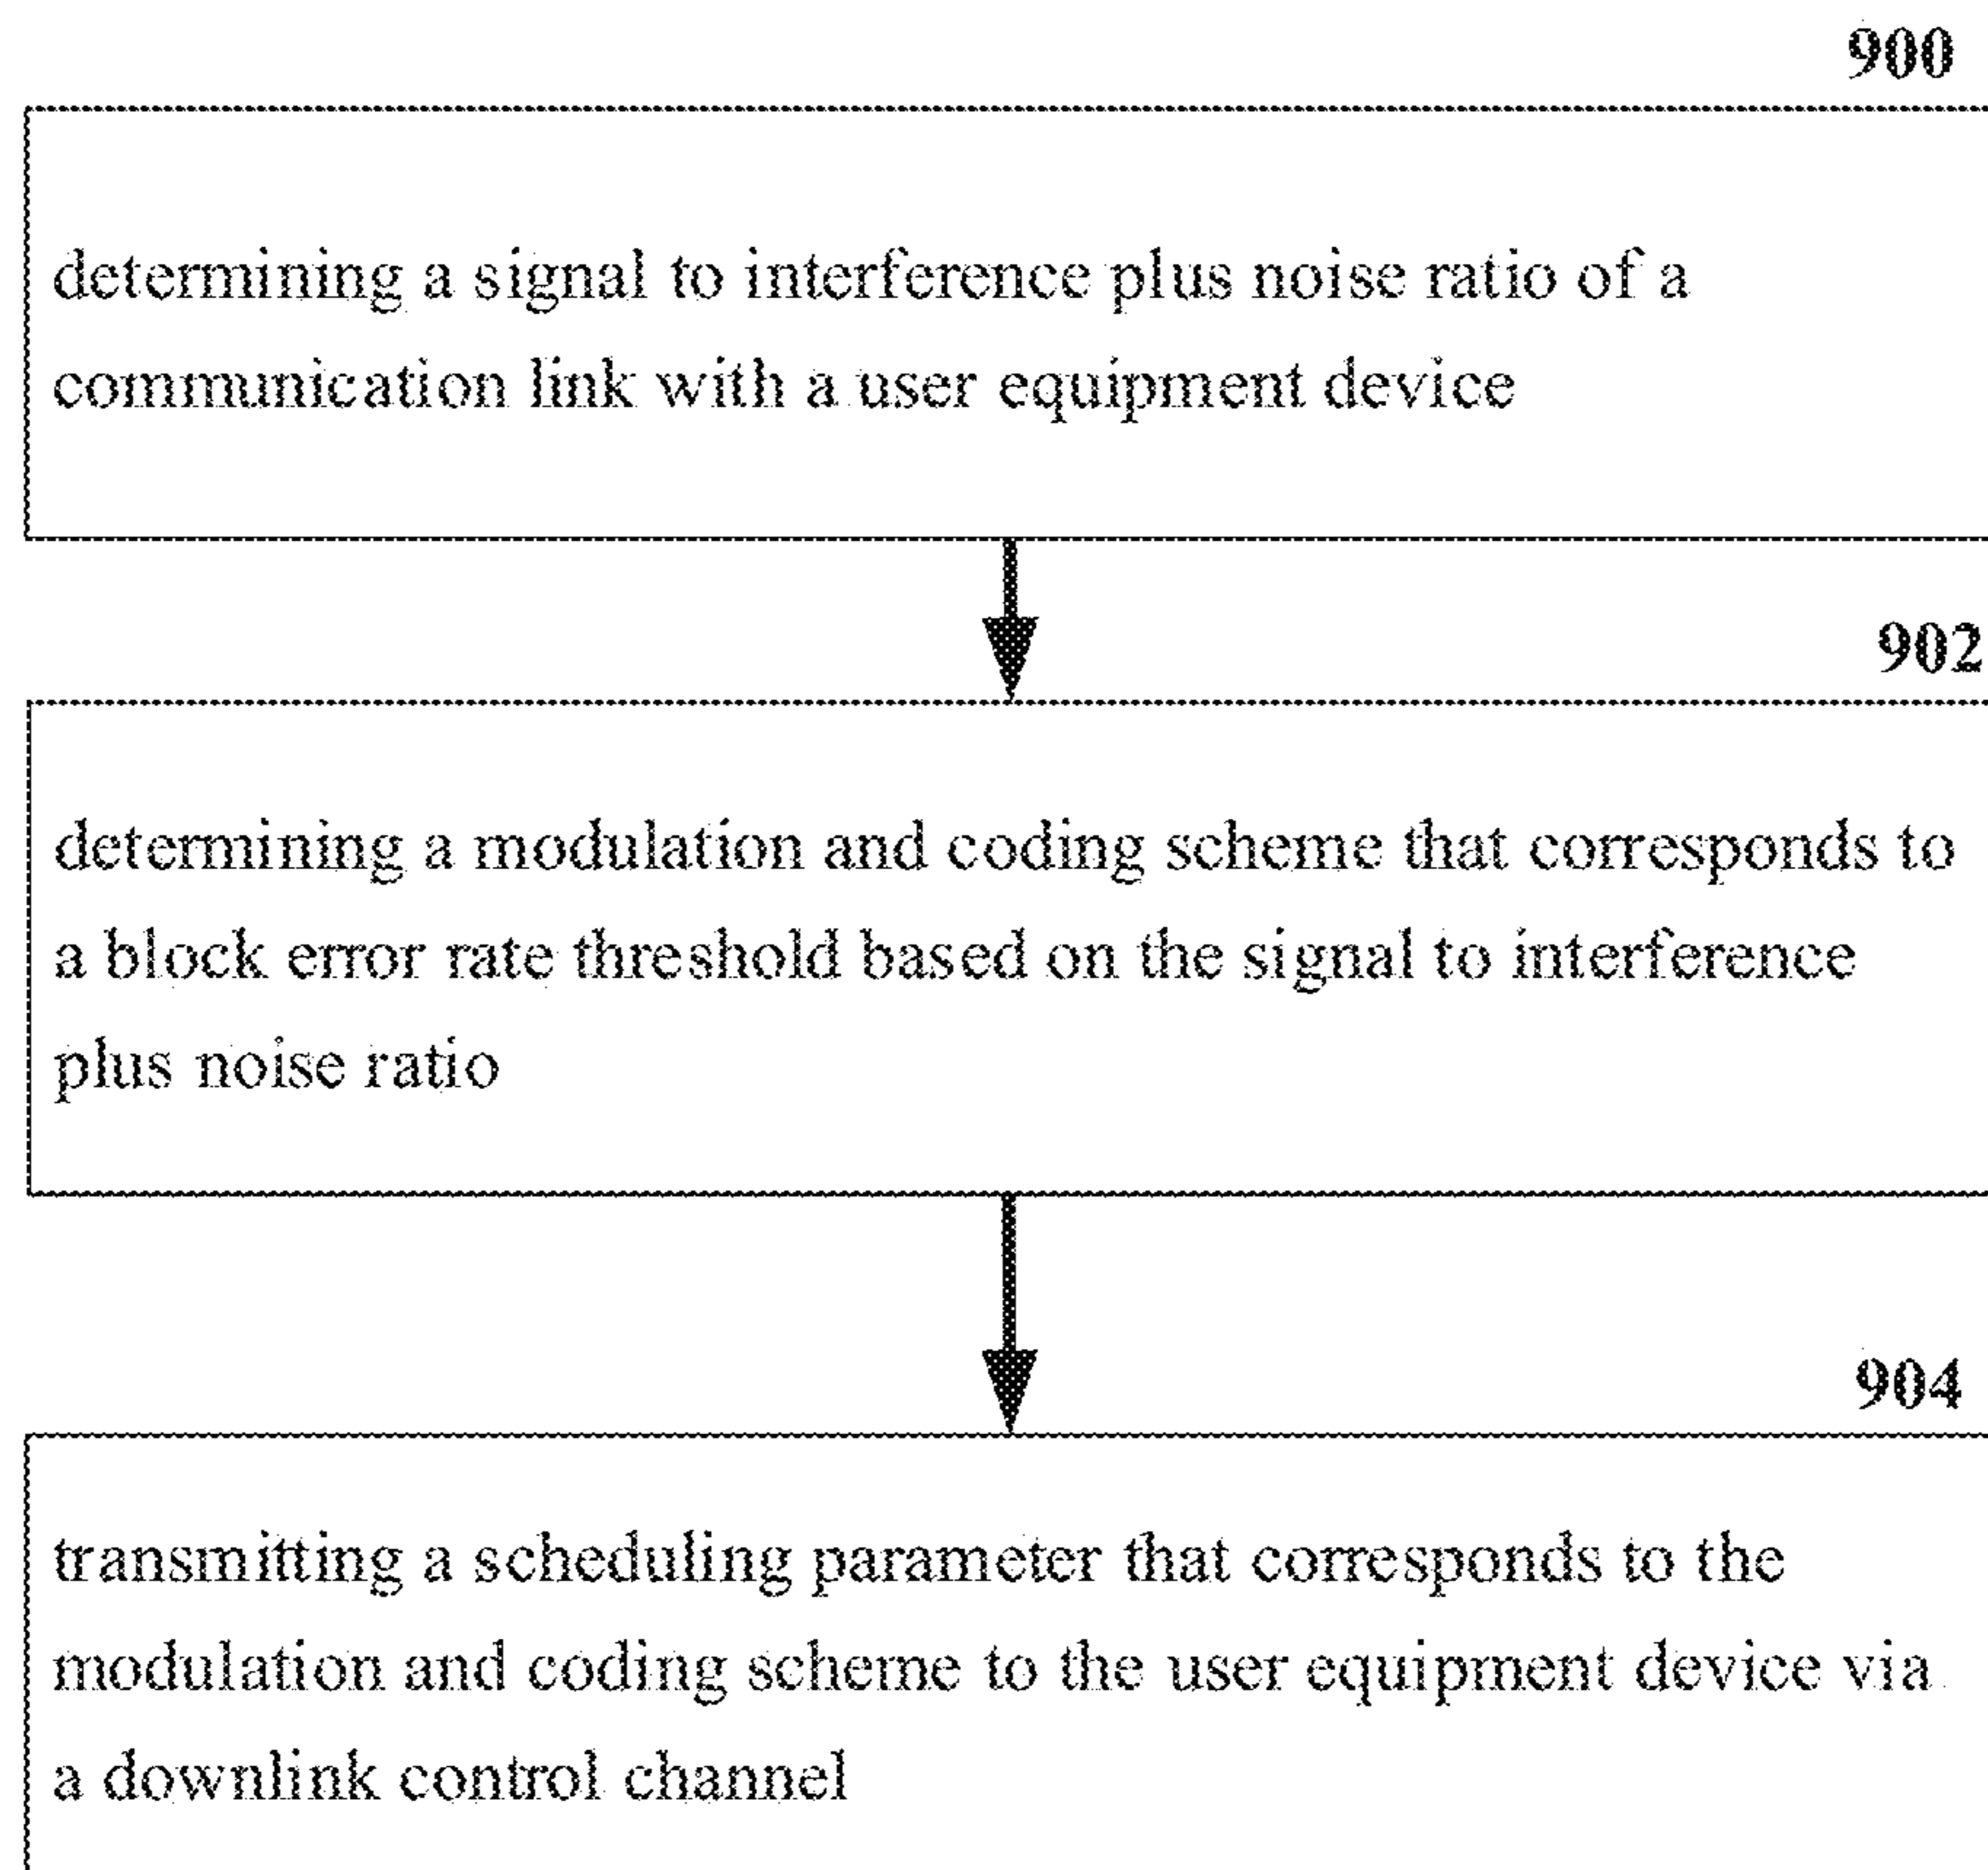 900
determining a signal to interference plus noise ratio of a
communication link with a user equipment device
902
determining a modulation and coding scheme that corresponds to
a block error rate threshold based on the signal to interference
plus noise ratio
904
transmitting a scheduling parameter that corresponds to the
modulation and coding scheme to the user equipment device via
a downlink control channel